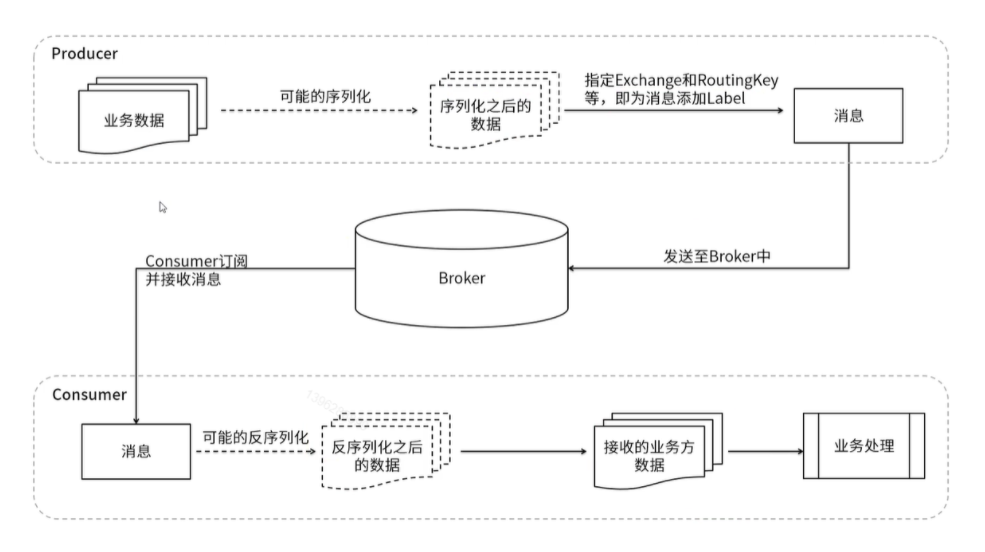 Producer
业务数据
可能的序列化
序列化之后的
数据
指定Exchange和RoutingKey
等，即为消息添加Label
消息
Consumer订阅
并接收消息
Broker
发送至Broker中
Consumer
消息
可能的反序列化
反序列化之后
的数据
接收的业务方
数据
业务处理